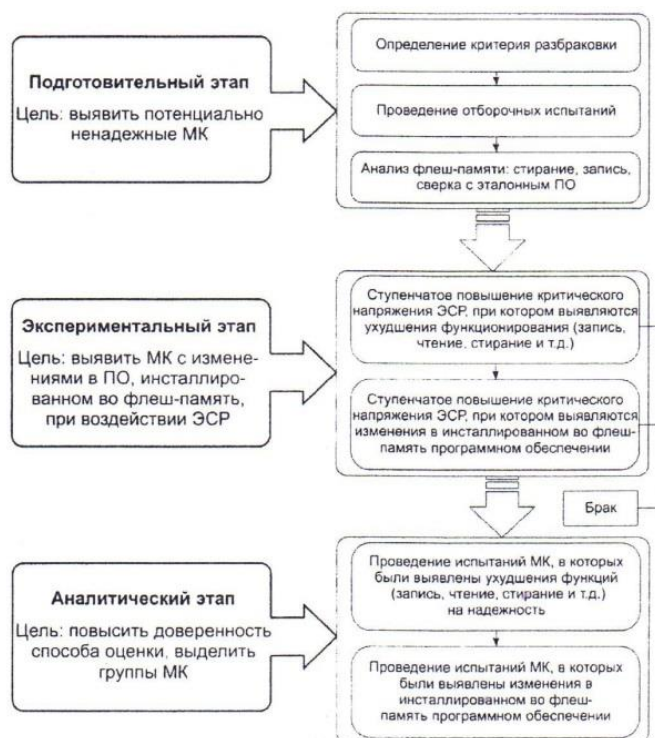 Подготовительный этап
Цель: выявить потенциально
ненадежные МК
Определение критерия разбраковки
Проведение отборочных испытаний
Анализ флеш-памяти: стирание, запись,
сверка с эталонным ПО
Экспериментальный этап
Цель: выявить МК с измене-
ниями в ПО, инсталлиро-
ванном во флеш-память,
при воздействии ЭСР
Ступенчатое повышение критического
напряжения ЭСР, при котором выявляются
ухудшения функционирования (запись,
чтение, стирание и т.д.)
Ступенчатое повышение критического
напряжения ЭСР, при котором выявляются
изменения в инсталлированном во флеш-
память программном обеспечении
Брак
Аналитический этап
Цель: повысить доверенность
способа оценки, выделить
группы МК
Проведение испытаний МК, в которых
были выявлены ухудшения функций
(запись, чтение, стирание и т.д.)
на надежность
Проведение испытаний МК, в которых
были выявлены изменения в
инсталлированном во флеш-
память программном обеспечении